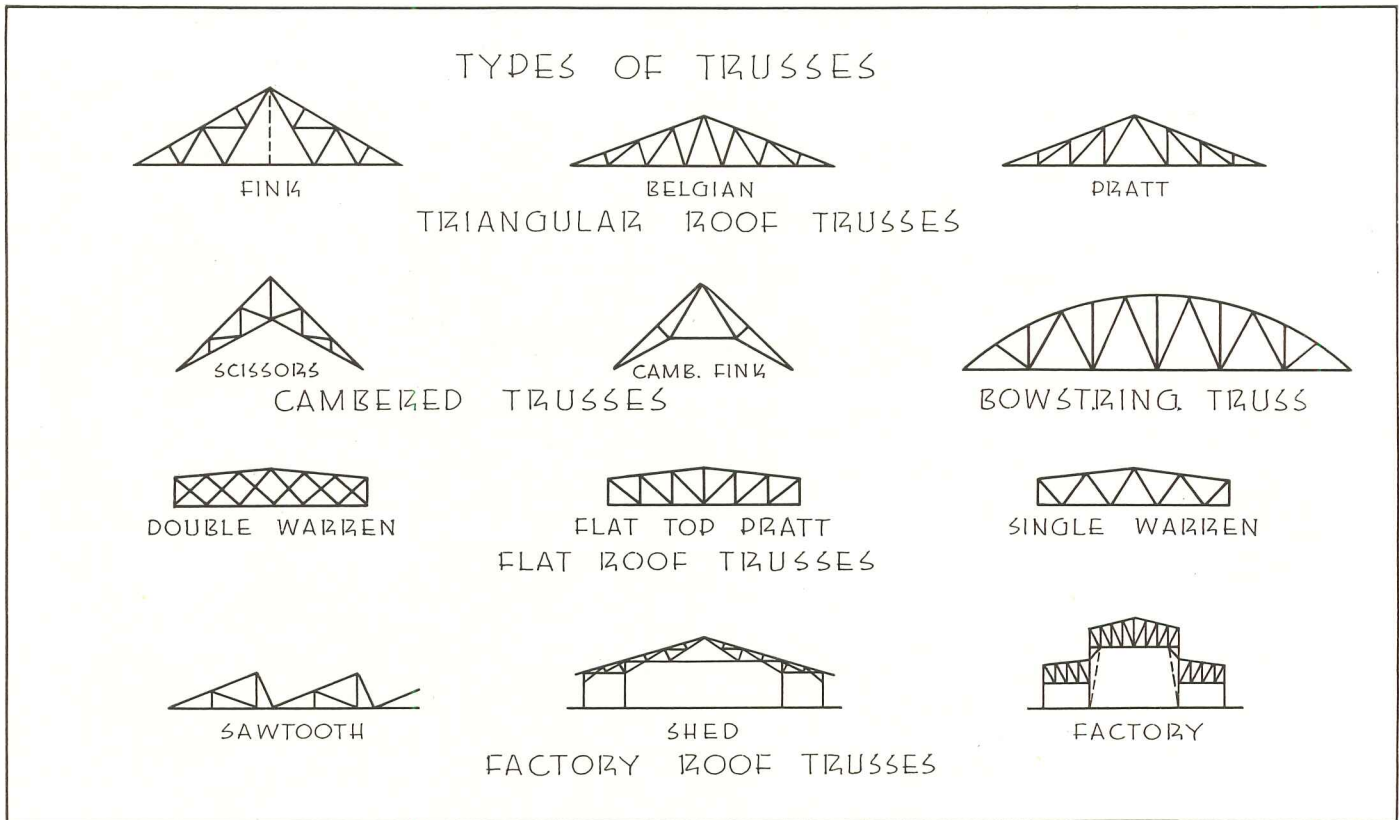 TYPES OF TRUSSES
FINK
BELGIAN
PRATT
TRIANGULAR ROOF TRUSSES
SCISSORS
CAMB. FINK
CAMBERED TRUSSES
BOWSTRING TRUSS
DOUBLE WARREN
FLAT TOP PRATT
SINGLE WARREN
FLAT ROOF TRUSSES
SAWTOOTH
SHED
FACTORY
FACTORY ROOF TRUSSES